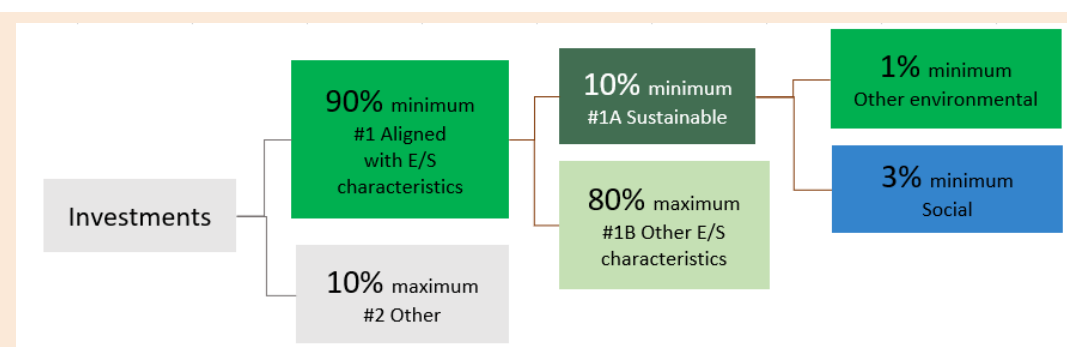 Investments
90% minimum
#1 Aligned
with E/S
characteristics
10% maximum
#2 Other
10% minimum
#1A Sustainable
80% maximum
#1B Other E/S
characteristics
1% minimum
Other environmental
3% minimum
Social